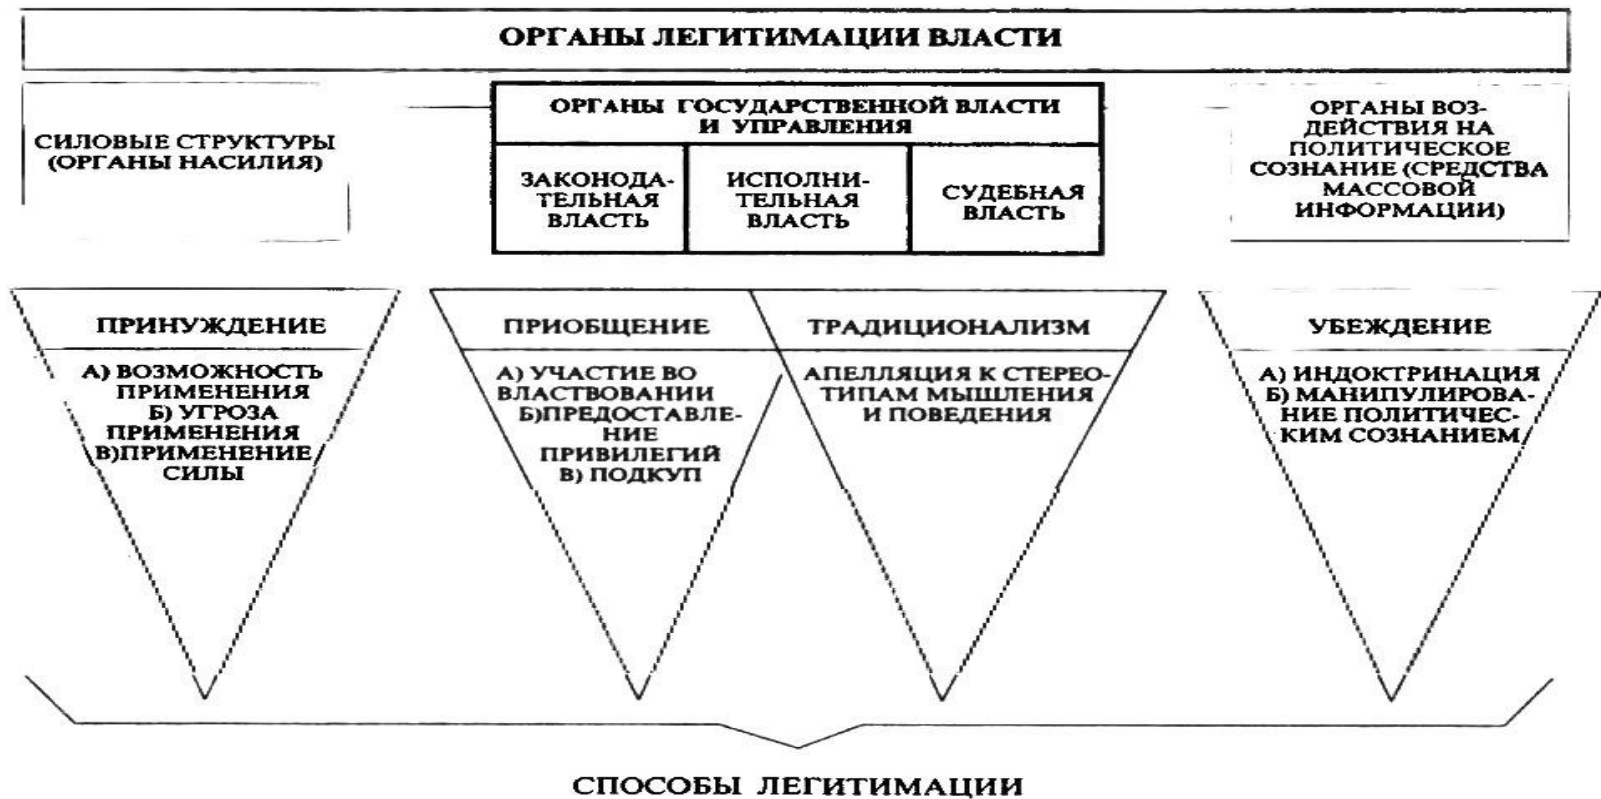 ОРГАНЫ ЛЕГИТИМАЦИИ ВЛАСТИ
СИЛОВЫЕ СТРУКТУРЫ
(ОРГАНЫ НАСИЛИЯ)
ОРГАНЫ ГОСУДАРСТВЕННОЙ ВЛАСТИ
И УПРАВЛЕНИЯ
ЗАКОНОДА-
ТЕЛЬНАЯ
ВЛАСТЬ
ИСПОЛНИ-
ТЕЛЬНАЯ
ВЛАСТЬ
СУДЕБНАЯ
ВЛАСТЬ
ОРГАНЫ ВОЗ-
ДЕЙСТВИЯ НА
ПОЛИТИЧЕСКОЕ
СОЗНАНИЕ (СРЕДСТВА
МАССОВОЙ
ИНФОРМАЦИИ)
ПРИНУЖДЕНИЕ
А) ВОЗМОЖНОСТЬ
ПРИМЕНЕНИЯ
Б) УГРОЗА
ПРИМЕНЕНИЯ
В)ПРИМЕНЕНИЕ
СИЛЫ
ПРИОБЩЕНИЕ
А) УЧАСТИЕ ВО
ВЛАСТВОВАНИИ
Б)ПРЕДОСТАВЛЕ-
НИЕ
ПРИВИЛЕГИЙ
В) ПОДКУП
ТРАДИЦИОНАЛИЗМ
АПЕЛЛЯЦИЯ К СТЕРЕО-
ТИПАМ МЫШЛЕНИЯ
И ПОВЕДЕНИЯ
УБЕЖДЕНИЕ
А) ИНДОКТРИНАЦИЯ
Б) МАНИПУЛИРОВА-
НИЕ ПОЛИТИЧЕС-
КИМ СОЗНАНИЕМ
СПОСОБЫ ЛЕГИТИМАЦИИ